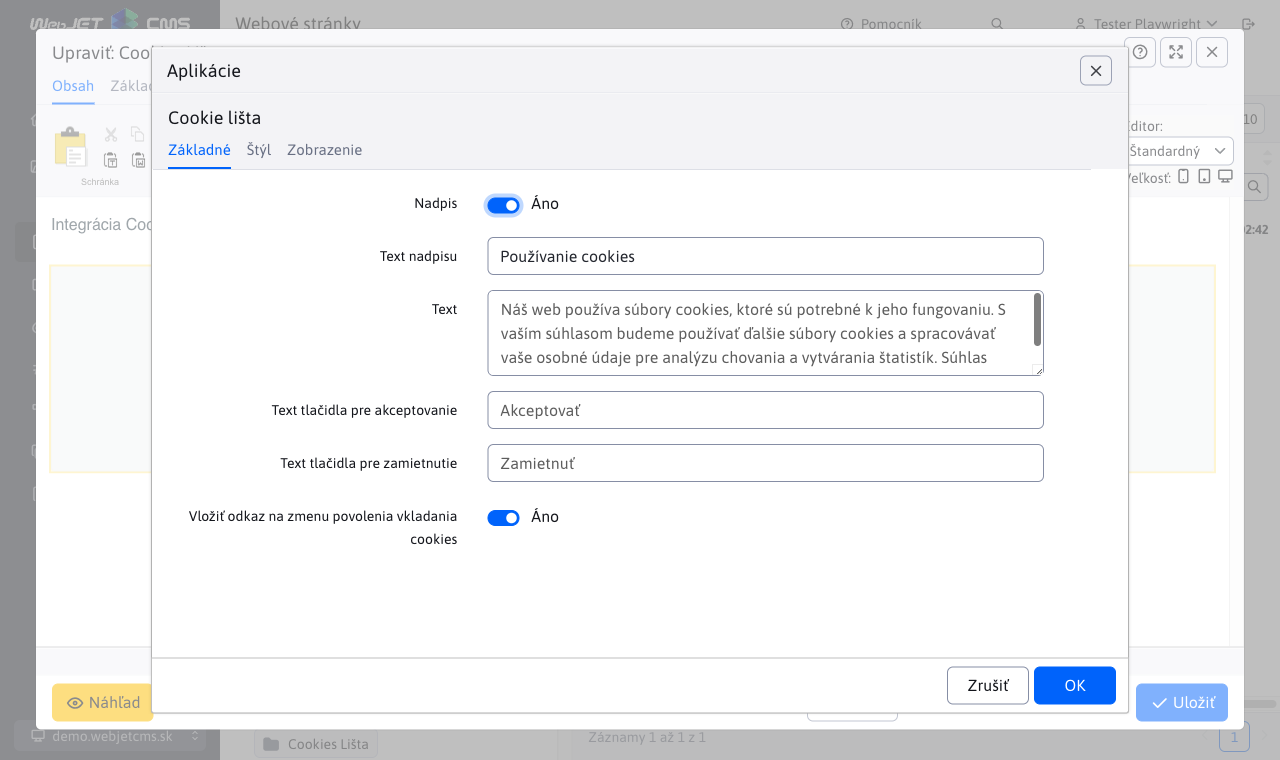 WebJET CMS
Webové stránky
Pomocník
Tester Playwright
Upraviť: Coo
Aplikácie
Obsah
Základ
Cookie lišta
Základné
Štýl
Zobrazenie
Schránka
Editor:
Štandardný
Veľkosť:
10
02:42
Integrácia Coo
Nadpis
Áno
Text nadpisu
Používanie cookies
Text
Náš web používa súbory cookies, ktoré sú potrebné k jeho fungovaniu. S
vaším súhlasom budeme používať ďalšie súbory cookies a spracovávať
vaše osobné údaje pre analýzu chovania a vytvárania štatistík. Súhlas
Text tlačidla pre akceptovanie
Akceptovať
Text tlačidla pre zamietnutie
Zamietnuť
Vložiť odkaz na zmenu povolenia vkladania
cookies
Áno
Zrušiť
OK
Náhľad
Uložiť
demo.webjetcms.sk
Cookies Lišta
Záznamy 1 až 1 z 1
1